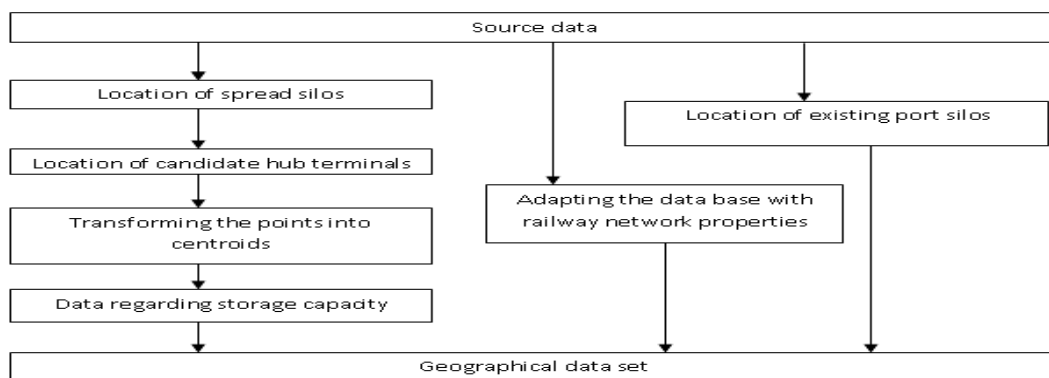 Source data
Location of spread silos
Location of existing port silos
Location of candidate hub terminals
Adapting the data base with
railway network properties
Transforming the points into
centroids
Data regarding storage capacity
Geographical data set